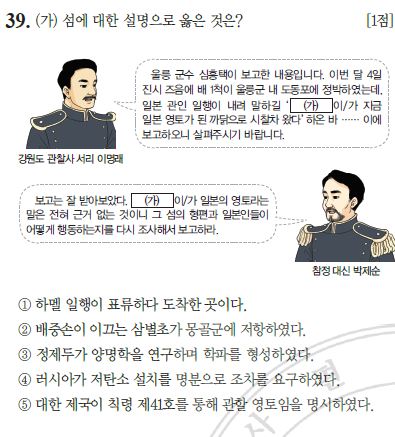 39. (가) 섬에 대한 설명으로 옳은 것은? [1점]
울릉 군수 심흥택이 보고한 내용입니다. 이번 달 4일
진시 즈음에 배 1척이 울릉군 내 도동포에 정박하였는데,
일본 관인 일행이 내려 말하길 ‘ (가) 이/가 지금
일본 영토가 된 까닭으로 시찰차 왔다’ 하온 바 …… 이에
보고하오니 살펴주시기 바랍니다.
강원도 관찰사 서리 이명래
보고는 잘 받아보았다. (가) 이/가 일본의 영토라는
말은 전혀 근거 없는 것이니 그 섬의 형편과 일본인들이
어떻게 행동하는지를 다시 조사해서 보고하라.
참정 대신 박제순
① 하멜 일행이 표류하다 도착한 곳이다.
② 배중손이 이끄는 삼별초가 몽골군에 저항하였다.
③ 정제두가 양명학을 연구하며 학파를 형성하였다.
④ 러시아가 저탄소 설치를 명분으로 조차를 요구하였다.
⑤ 대한 제국이 칙령 제41호를 통해 관할 영토임을 명시하였다.